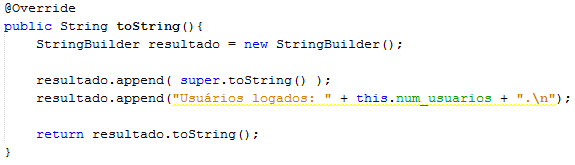 @Override
public String toString(){
StringBuilder resultado = new StringBuilder();
resultado.append( super.toString() );
resultado.append("Usuários logados: " + this.num_usuarios + ".\n");
return resultado.toString();
}